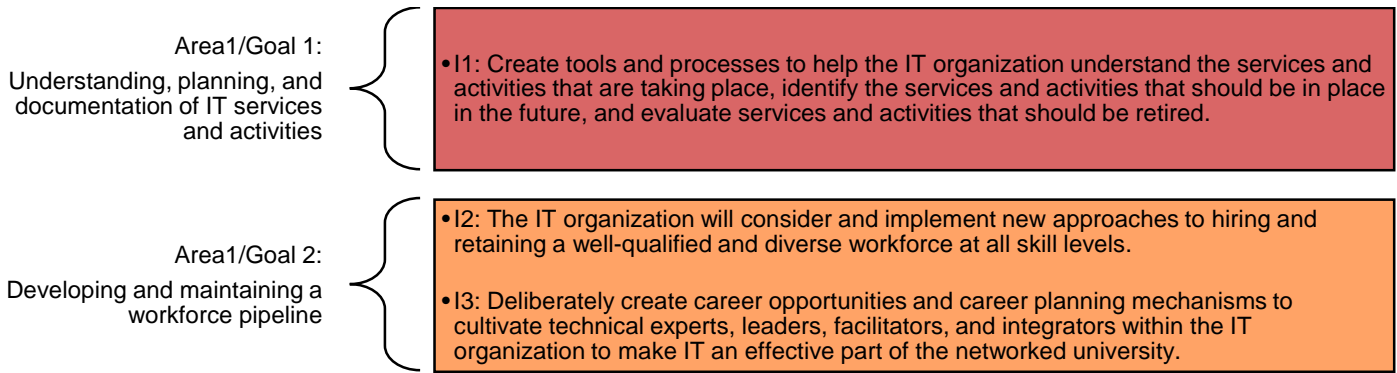 Area1/Goal 1:
Understanding, planning, and
documentation of IT services
and activities
•I1: Create tools and processes to help the IT organization understand the services and
activities that are taking place, identify the services and activities that should be in place
in the future, and evaluate services and activities that should be retired.
Area1/Goal 2:
Developing and maintaining a
workforce pipeline
•I2: The IT organization will consider and implement new approaches to hiring and
retaining a well-qualified and diverse workforce at all skill levels.
•I3: Deliberately create career opportunities and career planning mechanisms to
cultivate technical experts, leaders, facilitators, and integrators within the IT
organization to make IT an effective part of the networked university.